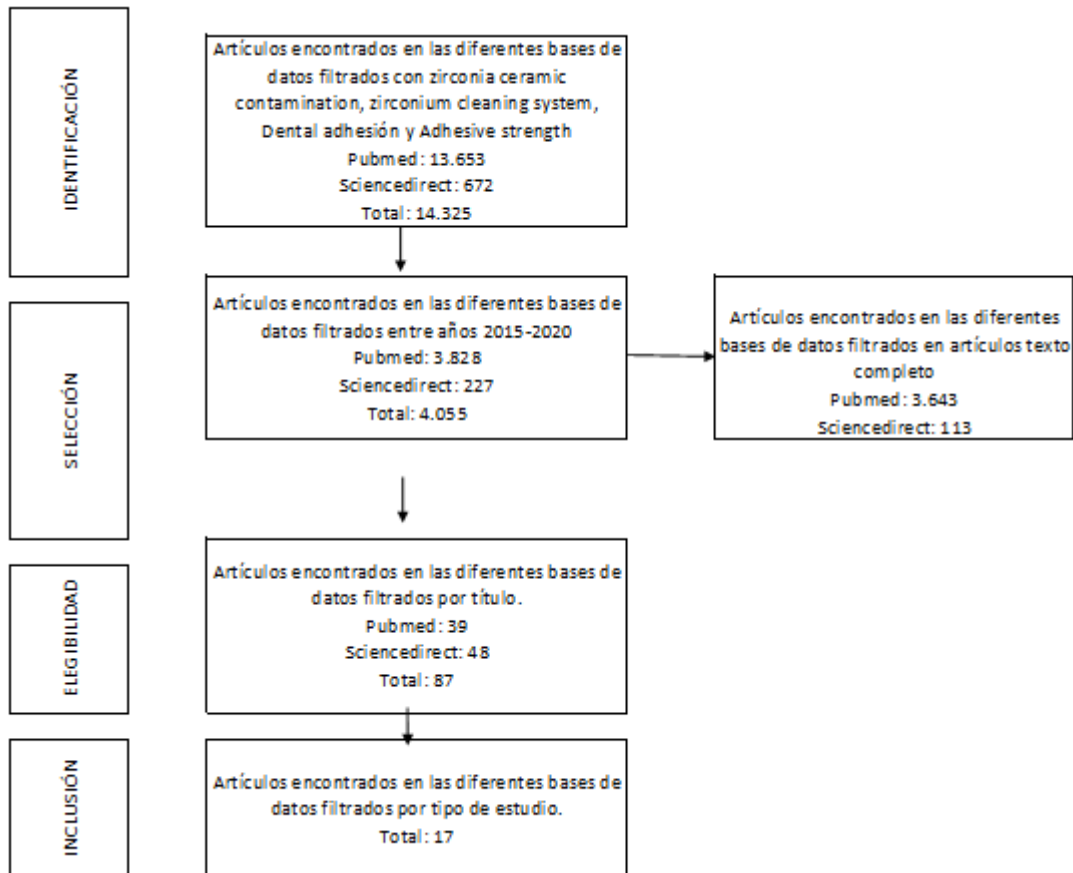 IDENTIFICACIÓN
Artículos encontrados en las diferentes bases de
datos filtrados con zirconia ceramic
contamination, zirconium cleaning system,
Dental adhesión y Adhesive strength
Pubmed: 13.653
Sciencedirect: 672
Total: 14.325
SELECCIÓN
Artículos encontrados en las diferentes bases de
datos filtrados entre años 2015-2020
Pubmed: 3.828
Sciencedirect: 227
Total: 4.055
Artículos encontrados en las diferentes
bases de datos filtrados en artículos texto
completo
Pubmed: 3.643
Sciencedirect: 113
ELEGIBILIDAD
Artículos encontrados en las diferentes bases de
datos filtrados por título.
Pubmed: 39
Sciencedirect: 48
Total: 87
INCLUSIÓN
Artículos encontrados en las diferentes bases de
datos filtrados por tipo de estudio.
Total: 17